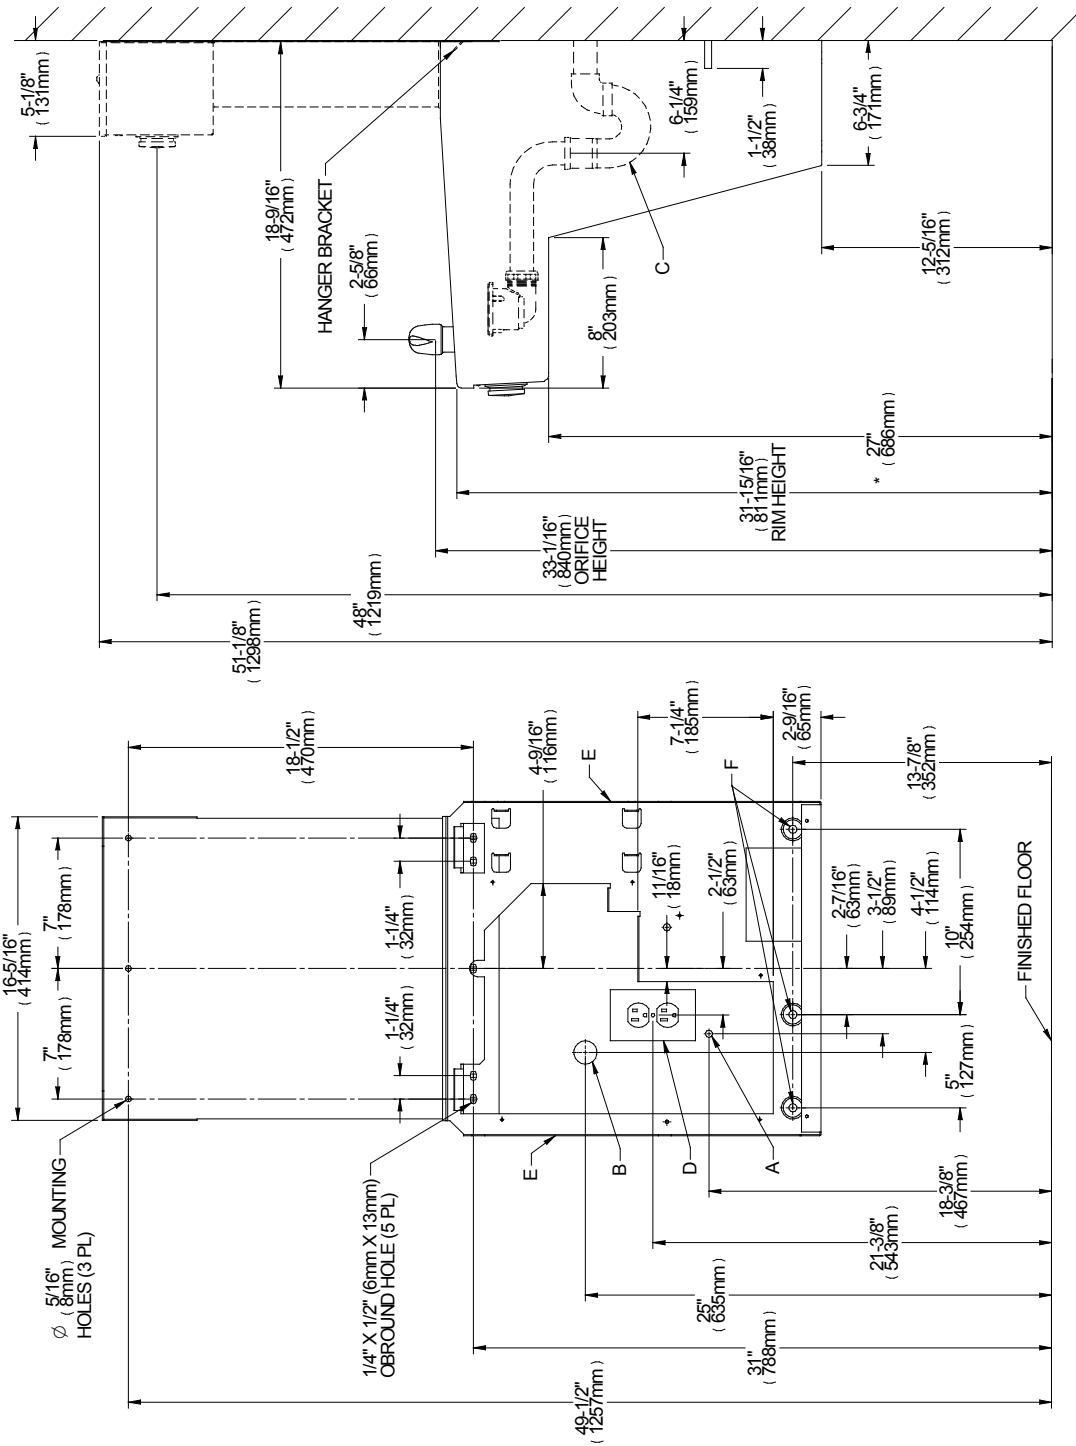 5-1/8"
( 131mm )
18-9/16"
( 472mm )
HANGER BRACKET
2-5/8"
( 66mm )
6-1/4"
( 159mm )
1-1/2"
( 38mm )
6-3/4"
( 171mm )
C
8"
( 203mm )
12-5/16"
( 312mm )
* 27"
( 686mm )
31-15/16"
( 811mm )
RIM HEIGHT
33-1/16"
( 840mm )
ORIFICE
HEIGHT
48"
( 1219mm )
51-1/8"
( 1298mm )
16-5/16"
( 414mm )
7"
( 178mm )
7"
( 178mm )
Ø 5/16" MOUNTING
( 8mm )
HOLES (3 PL)
18-1/2"
( 470mm )
1-1/4"
( 32mm )
1-1/4"
( 32mm )
1/4" X 1/2" (6mm X 13mm)
OBROUND HOLE (5 PL)
4-9/16"
( 116mm )
E
E
B
D
A
F
7-1/4"
( 185mm )
2-9/16"
( 65mm )
11/16"
( 18mm )
2-1/2"
( 63mm )
2-7/16"
( 63mm )
3-1/2"
( 89mm )
4-1/2"
( 114mm )
13-7/8"
( 352mm )
10"
( 254mm )
5"
( 127mm )
FINISHED FLOOR
18-3/8"
( 467mm )
21-3/8"
( 543mm )
25"
( 635mm )
31"
( 788mm )
49-1/2"
( 1257mm )